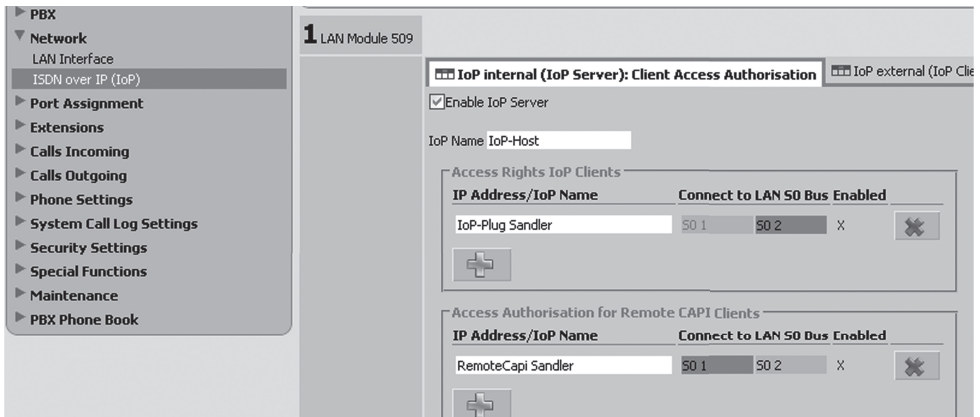 PBX
Network
LAN Interface
ISDN over IP (IoP)
Port Assignment
Extensions
Calls Incoming
Calls Outgoing
Phone Settings
System Call Log Settings
Security Settings
Special Functions
Maintenance
PBX Phone Book
1 LAN Module 509
IoP internal (IoP Server): Client Access Authorisation IoP external (IoP Clie
Enable IoP Server
IoP Name IoP-Host
Access Rights IoP Clients
IP Address/IoP Name Connect to LAN S0 Bus Enabled
IoP-Plug Sandler S0 1 S0 2 X
Access Authorisation for Remote CAPI Clients
IP Address/IoP Name Connect to LAN S0 Bus Enabled
RemoteCapi Sandler S0 1 S0 2 X